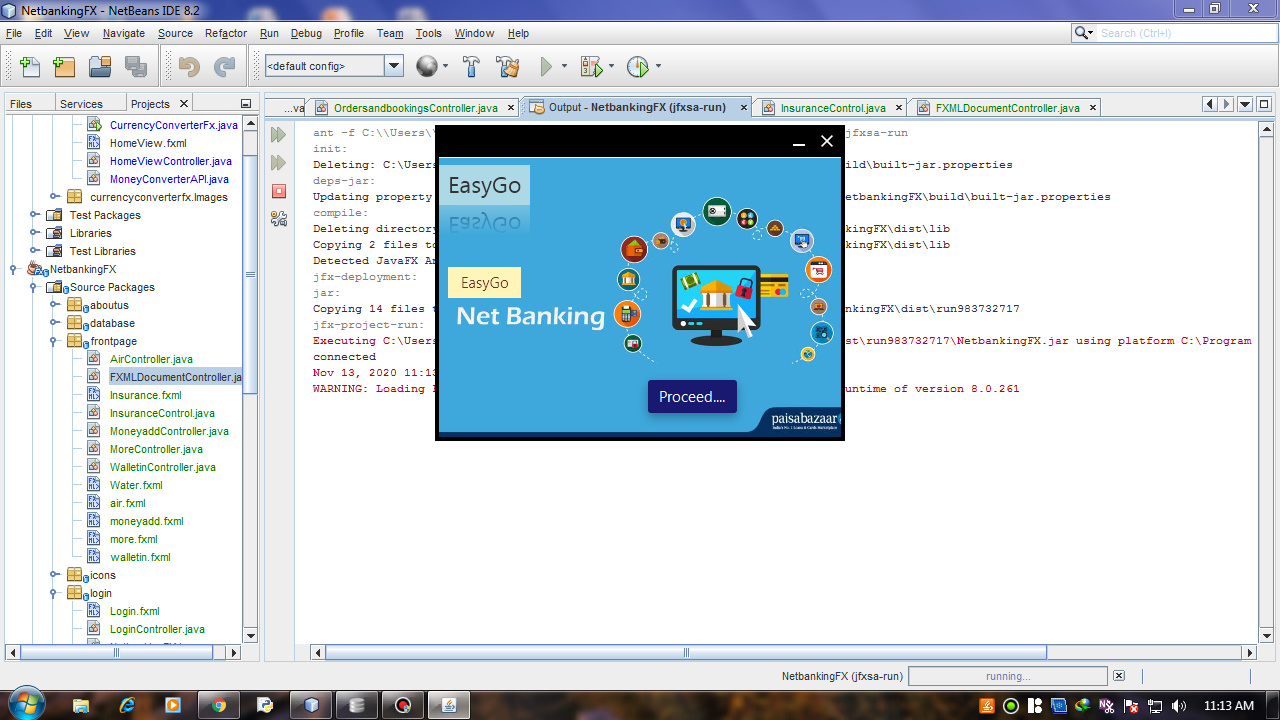 NetbankingFX - NetBeans IDE 8.2
File Edit View Navigate Source Refactor Run Debug Profile Team Tools Window Help
Search (Ctrl+I)
<default config>
Files Services Projects
...va OrdersandbookingsController.java Output - NetbankingFX (jfxsa-run) InsuranceControl.java FXMLDocumentController.java
CurrencyConverterFx.java
HomeView.fxml
HomeViewController.java
MoneyConverterAPI.java
currencyconverterfx.Images
Test Packages
Libraries
Test Libraries
NetbankingFX
Source Packages
aboutus
database
frontpage
AirController.java
FXMLDocumentController.ja
Insurance.fxml
InsuranceControl.java
MoneyaddController.java
MoreController.java
WalletinController.java
Water.fxml
air.fxml
moneyadd.fxml
more.fxml
walletin.fxml
icons
login
Login.fxml
LoginController.java
ant -f C:\\Users\\ jfxsa-run
init:
Deleting: C:\Users ild\built-jar.properties
deps-jar:
Updating property etbankingFX\build\built-jar.properties
compile:
Deleting directory kingFX\dist\lib
Copying 2 files to kingFX\dist\lib
Detected JavaFX An
jfx-deployment:
jar:
Copying 14 files t ankingFX\dist\run983732717
jfx-project-run:
Executing C:\Users st\run983732717\NetbankingFX.jar using platform C:\Program
connected
Nov 13, 2020 11:13
WARNING: Loading untime of version 8.0.261
EasyGo
EasyGo
EasyGo
Net Banking
Proceed....
paisabazaar
NetbankingFX (jfxsa-run) running...
11:13 AM